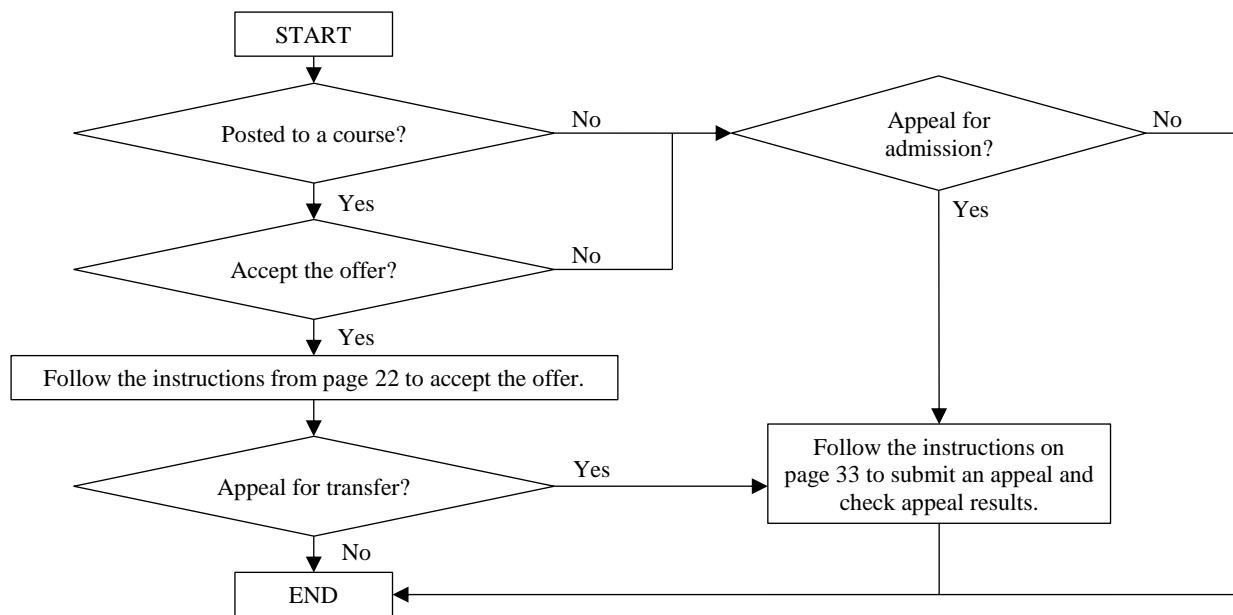 START
Posted to a course?
No
Appeal for
admission?
No
Yes
Yes
Accept the offer?
No
Yes
Follow the instructions from page 22 to accept the offer.
Appeal for transfer?
Yes
Follow the instructions on
page 33 to submit an appeal and
check appeal results.
No
END